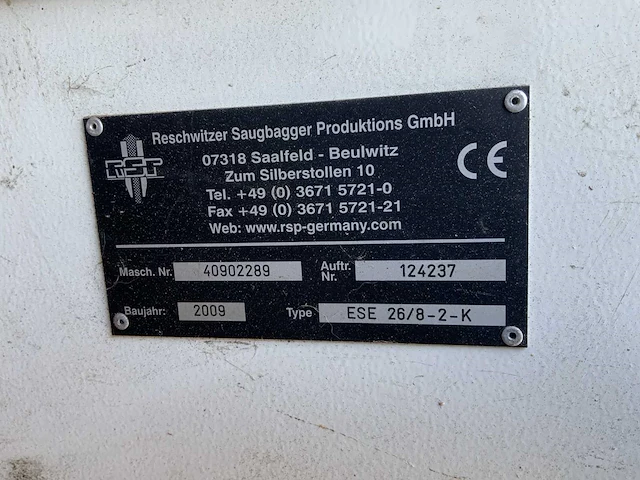 Reschwitzer Saugbagger Produktions GmbH
RST
07318 Saalfeld - Beulwitz
Zum Silberstollen 10
Tel. +49 (0) 3671 5721-0
Fax +49 (0) 3671 5721-21
Web: www.rsp-germany.com
CE
Masch. Nr. 40902289 Auftr. Nr. 124237
Baujahr: 2009 Type ESE 26/8-2-K